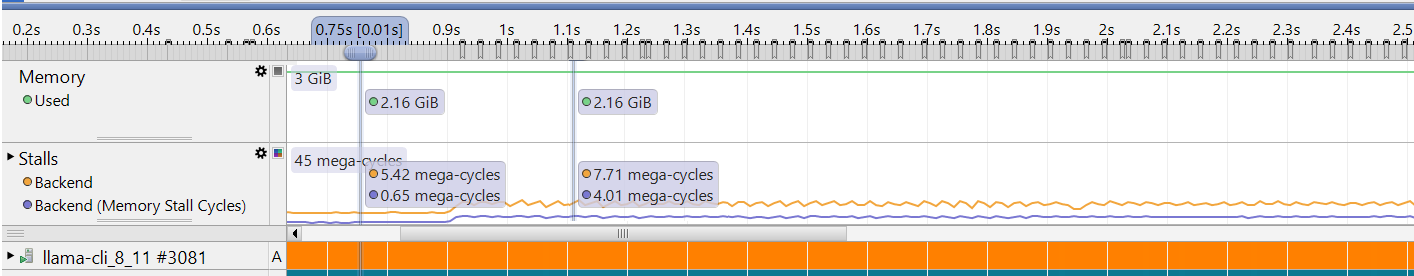 0.2s 0.3s 0.4s 0.5s 0.6s 0.75s [0.01s] 0.9s 1s 1.1s 1.2s 1.3s 1.4s 1.5s 1.6s 1.7s 1.8s 1.9s 2s 2.1s 2.2s 2.3s 2.4s 2.5
Memory
Used
3 GiB
2.16 GiB
2.16 GiB
Stalls
Backend
Backend (Memory Stall Cycles)
45 mega-cycles
5.42 mega-cycles
0.65 mega-cycles
7.71 mega-cycles
4.01 mega-cycles
llama-cli_8_11 #3081 A